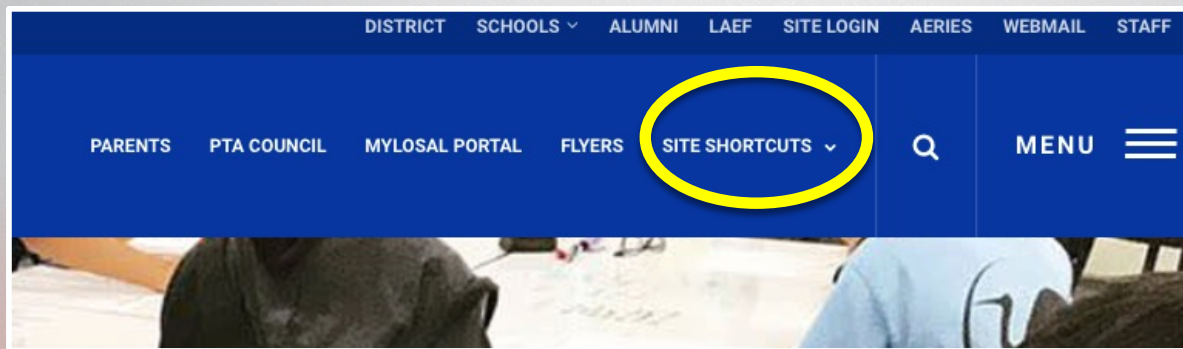 DISTRICT SCHOOLS ALUMNI LAEF SITE LOGIN AERIES WEBMAIL STAFF
PARENTS PTA COUNCIL MYLOSAL PORTAL FLYERS SITE SHORTCUTS MENU